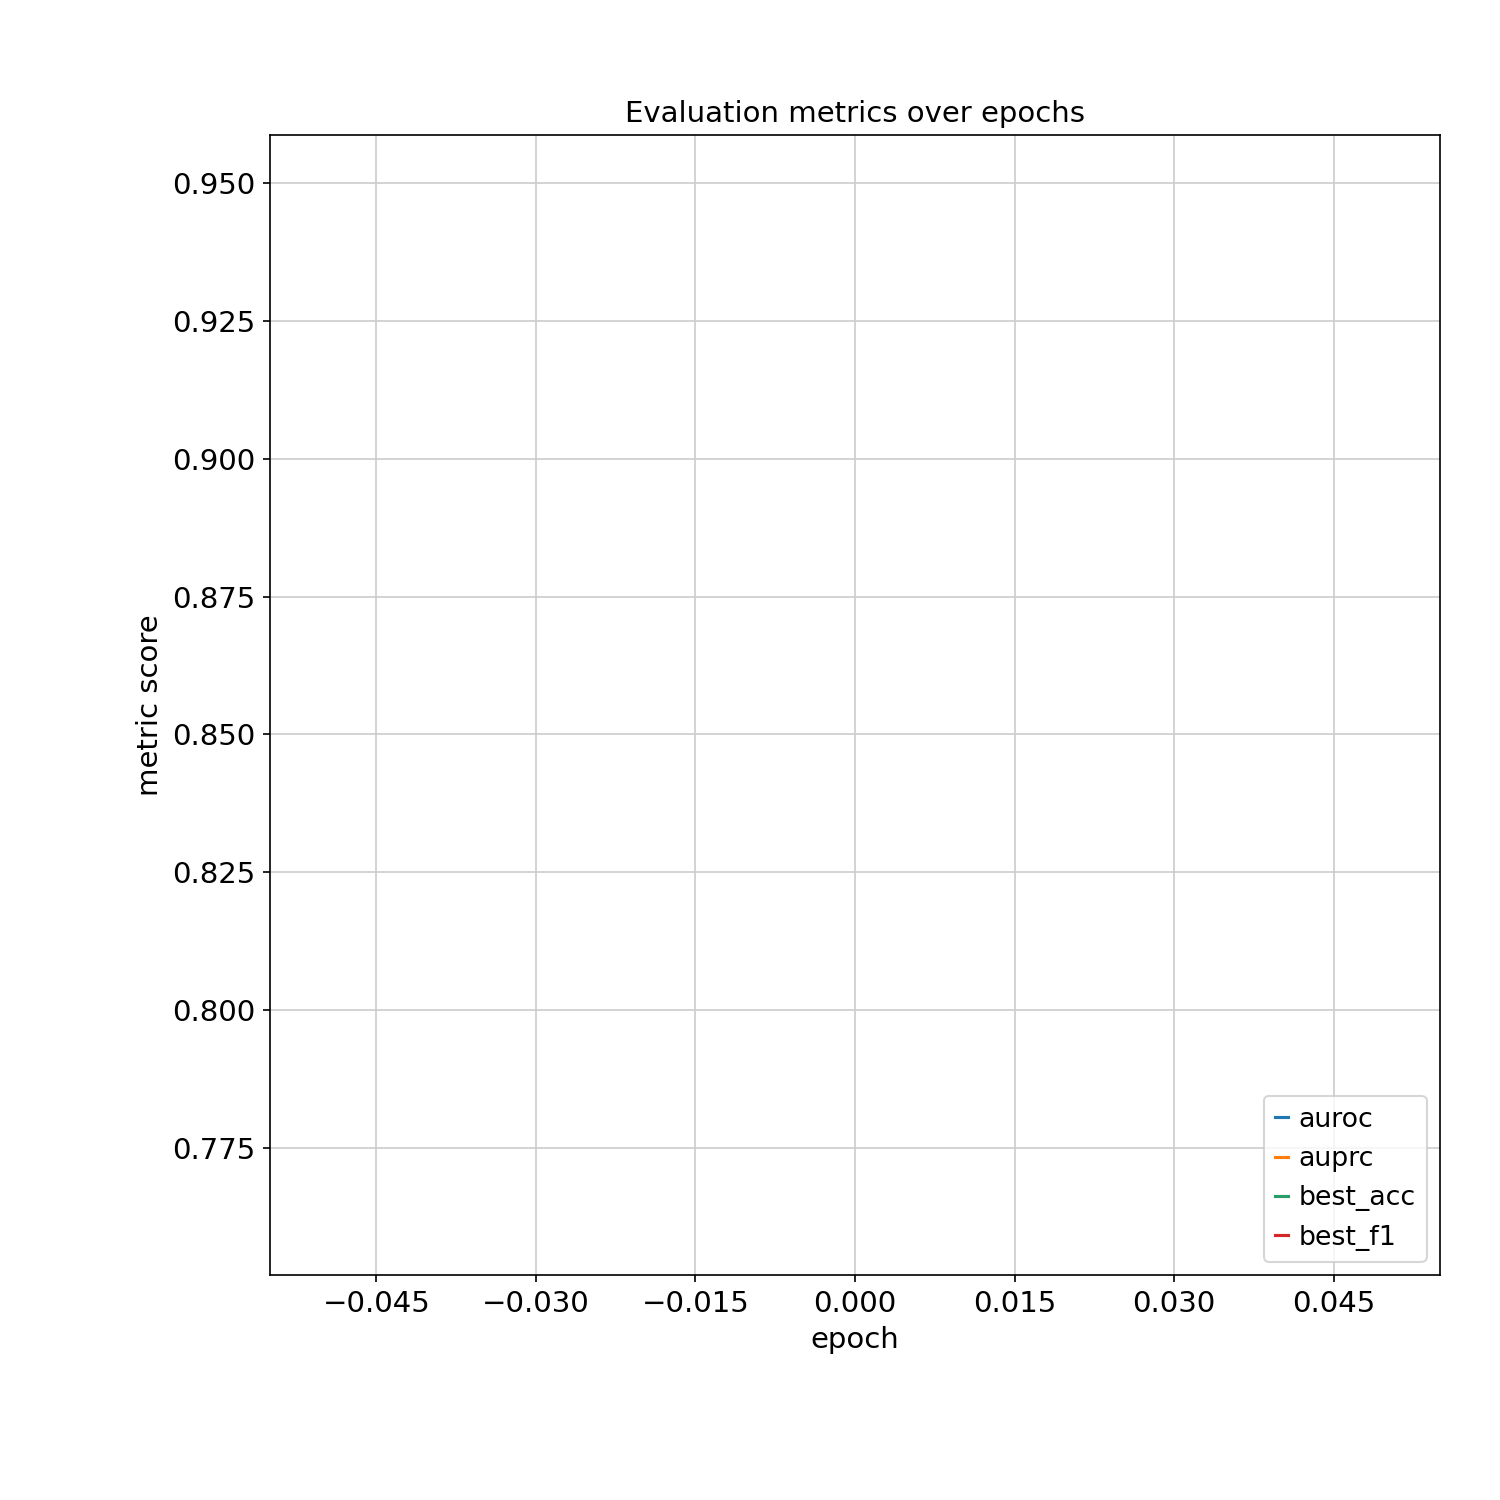 Evaluation metrics over epochs
0.950
0.925
0.900
0.875
0.850
0.825
0.800
0.775
metric score
auroc
auprc
best_acc
best_f1
−0.045 −0.030 −0.015 0.000 0.015 0.030 0.045
epoch